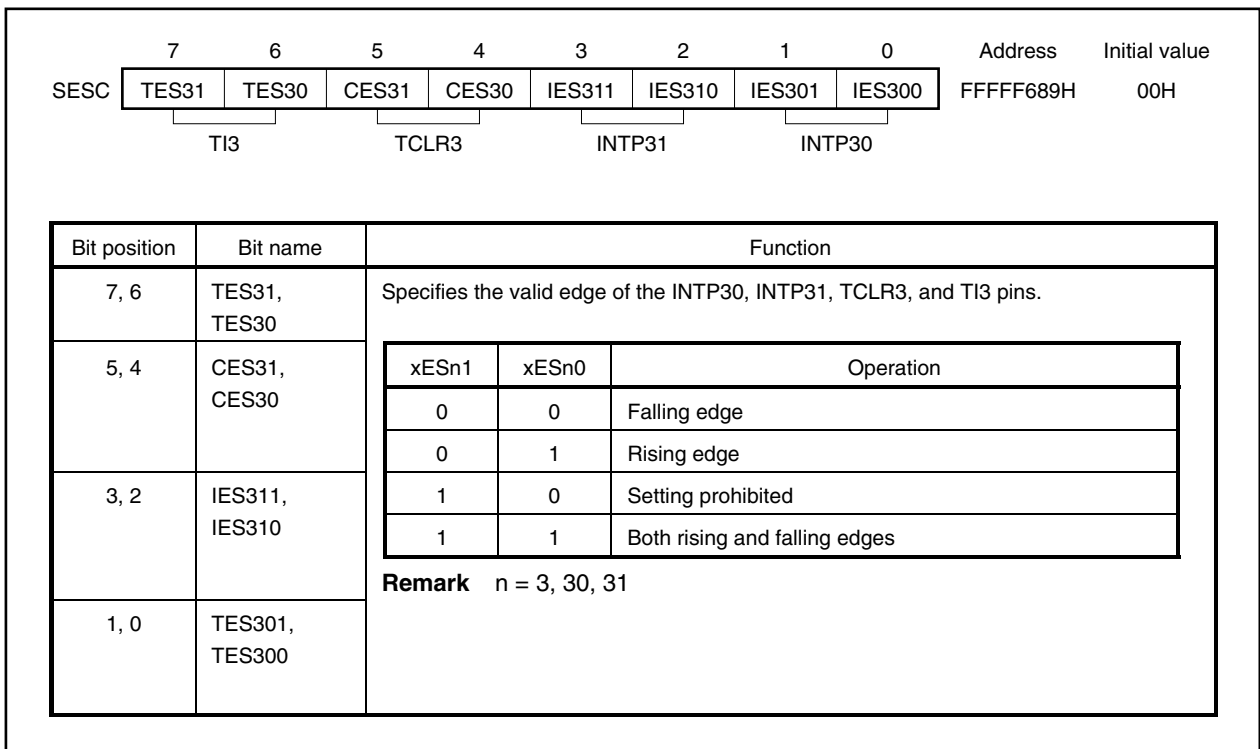 7 6 5 4 3 2 1 0 Address Initial value
SESC TES31 TES30 CES31 CES30 IES311 IES310 IES301 IES300 FFFFF689H 00H
TI3 TCLR3 INTP31 INTP30
Bit position Bit name Function
7, 6 TES31, Specifies the valid edge of the INTP30, INTP31, TCLR3, and TI3 pins.
TES30
5, 4 CES31,
CES30
xESn1 xESn0 Operation
0 0 Falling edge
0 1 Rising edge
3, 2 IES311,
IES310
1 0 Setting prohibited
1 1 Both rising and falling edges
Remark n = 3, 30, 31
1, 0 TES301,
TES300